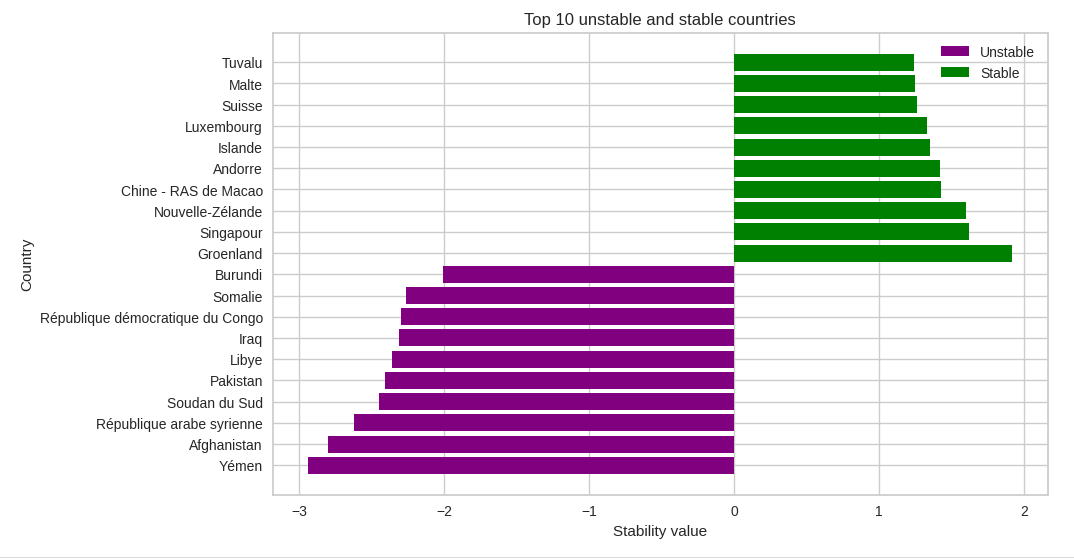 Top 10 unstable and stable countries
Unstable
Stable
Tuvalu
Malte
Suisse
Luxembourg
Islande
Andorre
Chine - RAS de Macao
Nouvelle-Zélande
Singapour
Groenland
Burundi
Somalie
République démocratique du Congo
Iraq
Libye
Pakistan
Soudan du Sud
République arabe syrienne
Afghanistan
Yémen
Country
−3 −2 −1 0 1 2
Stability value